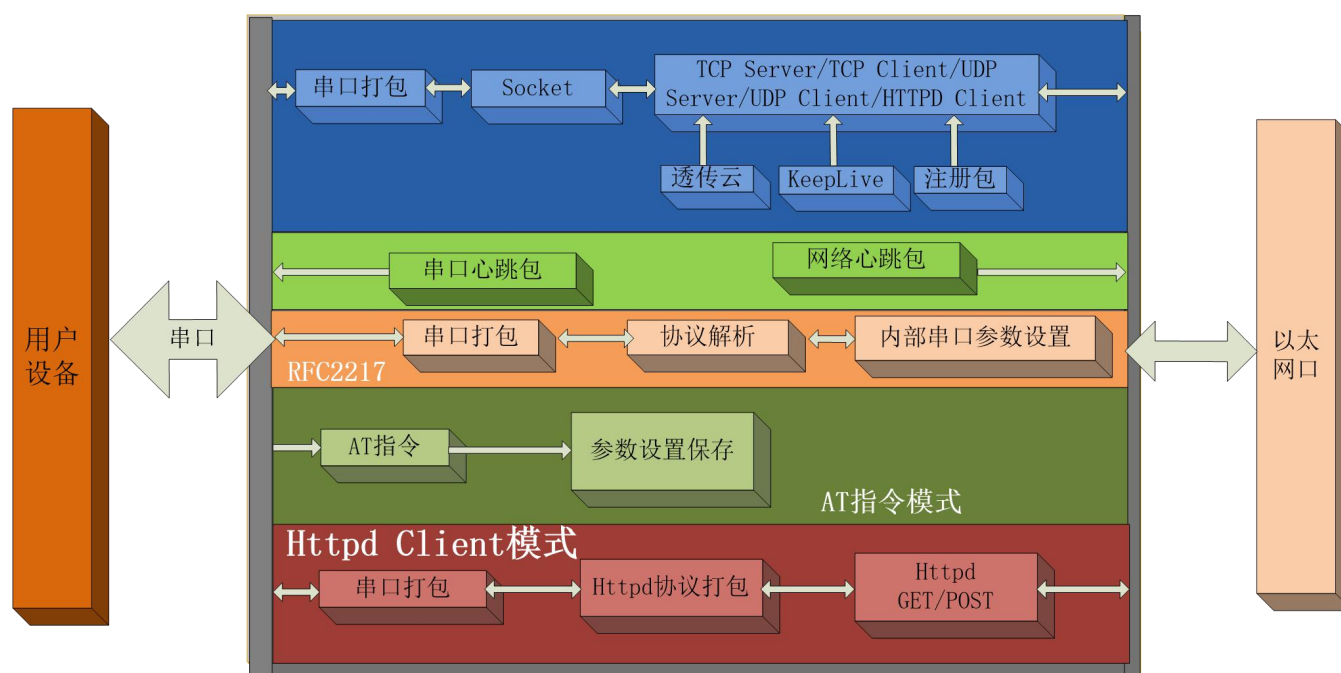 串口打包
Socket
TCP Server/TCP Client/UDP
Server/UDP Client/HTTPD Client
透传云
KeepLive
注册包
串口心跳包
网络心跳包
用户
设备
串口
串口打包
协议解析
内部串口参数设置
RFC2217
以太
网口
AT指令
参数设置保存
AT指令模式
Httpd Client模式
串口打包
Httpd协议打包
Httpd
GET/POST